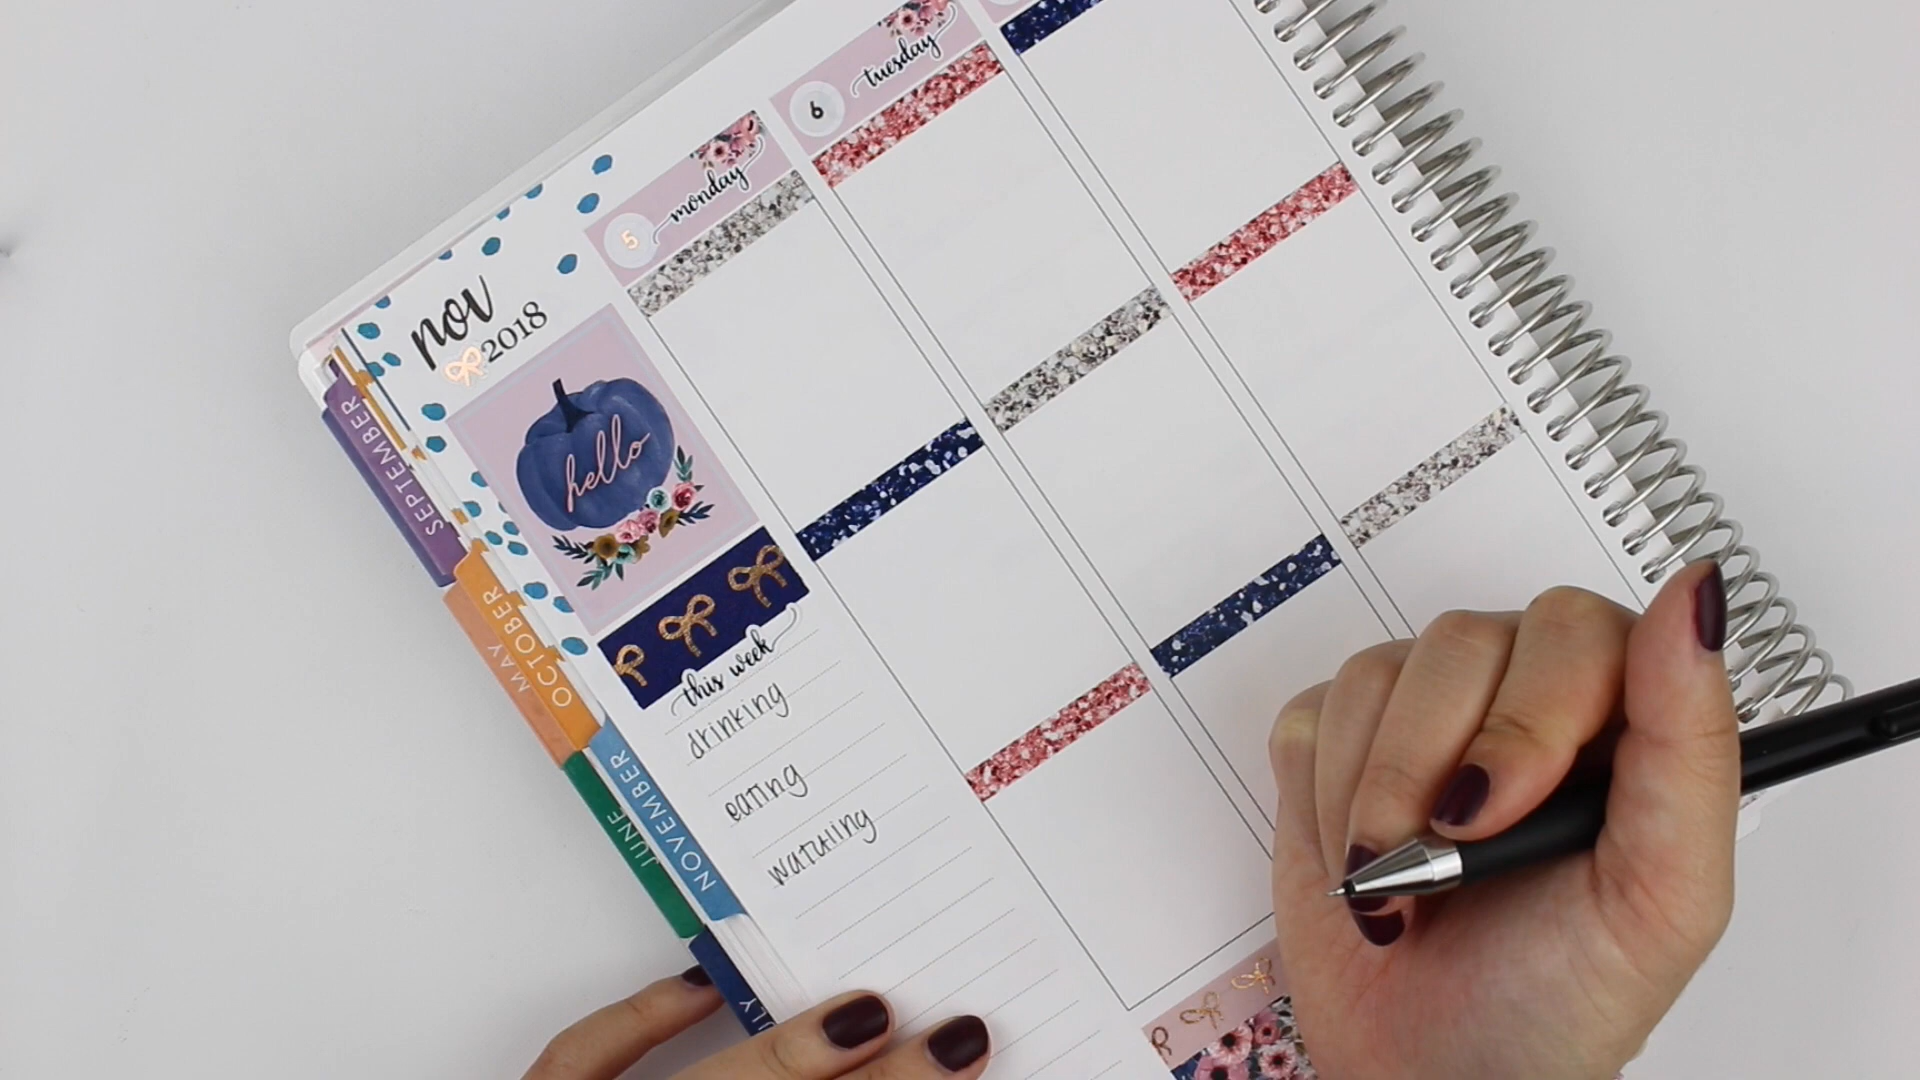 nov
2018
hello
this week
drinking
eating
watching
5
monday
6
tuesday
SEPTEMBER
OCTOBER
MAY
NOVEMBER
JUNE